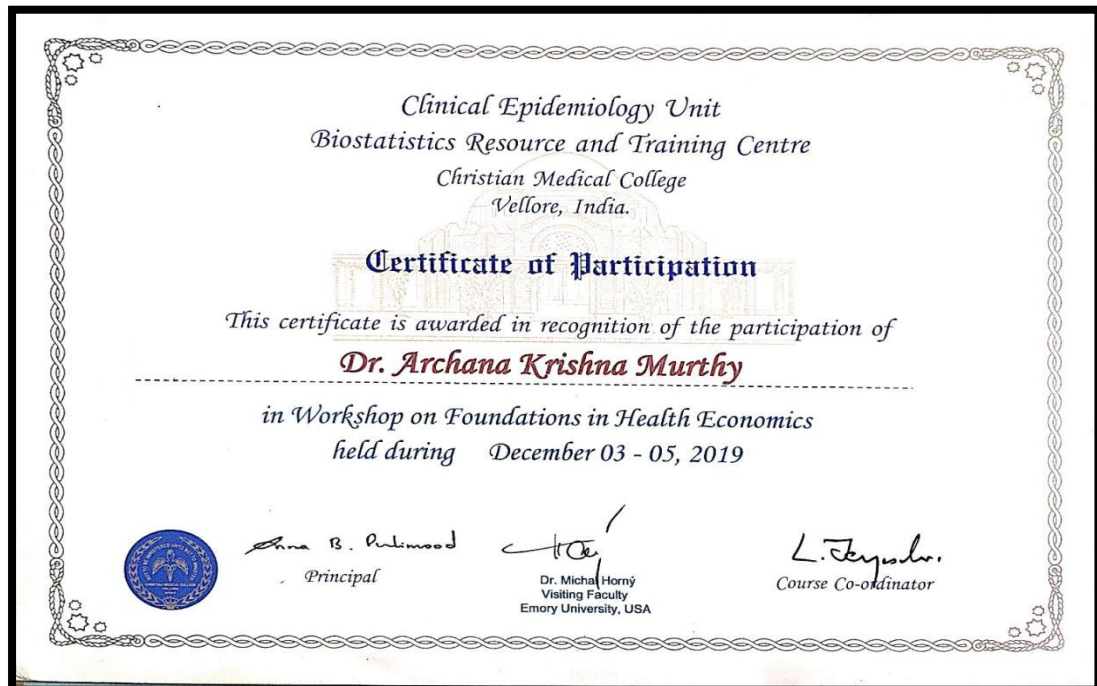 Clinical Epidemiology Unit
Biostatistics Resource and Training Centre
Christian Medical College
Vellore, India.
Certificate of Participation
This certificate is awarded in recognition of the participation of
Dr. Archana Krishna Murthy
in Workshop on Foundations in Health Economics
held during December 03 - 05, 2019
Anna B. Pulimood
Principal
Dr. Michal Horný
Visiting Faculty
Emory University, USA
Course Co-ordinator